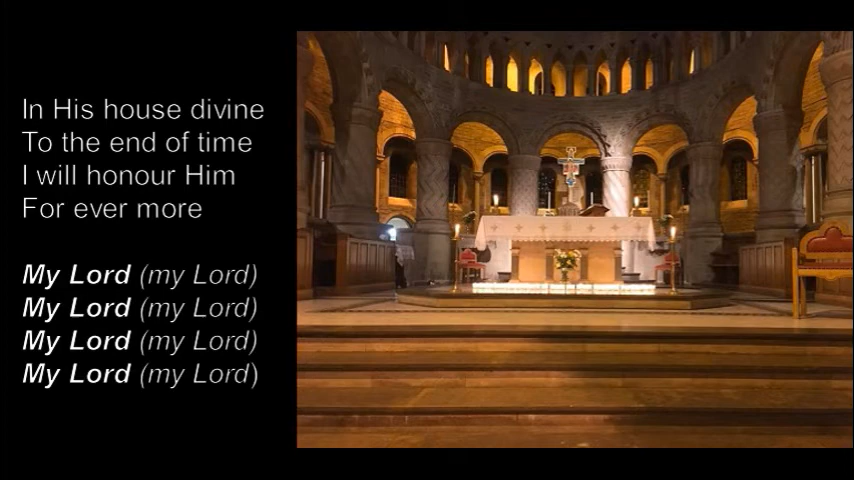 In His house divine
To the end of time
I will honour Him
For ever more
My Lord (my Lord)
My Lord (my Lord)
My Lord (my Lord)
My Lord (my Lord)